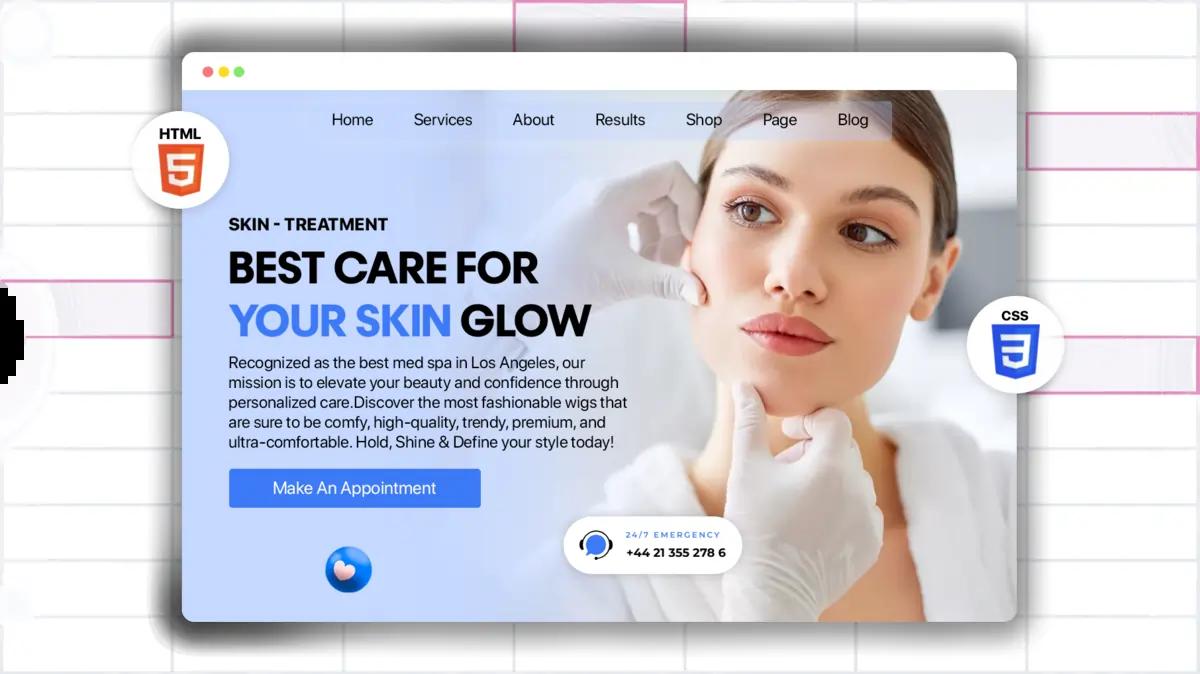 Home Services About Results Shop Page Blog
HTML
5
SKIN - TREATMENT
BEST CARE FOR
YOUR SKIN GLOW
CSS
3
Recognized as the best med spa in Los Angeles, our
mission is to elevate your beauty and confidence through
personalized care.Discover the most fashionable wigs that
are sure to be comfy, high-quality, trendy, premium, and
ultra-comfortable. Hold, Shine & Define your style today!
Make An Appointment
24/7 EMERGENCY
+44 21 355 278 6